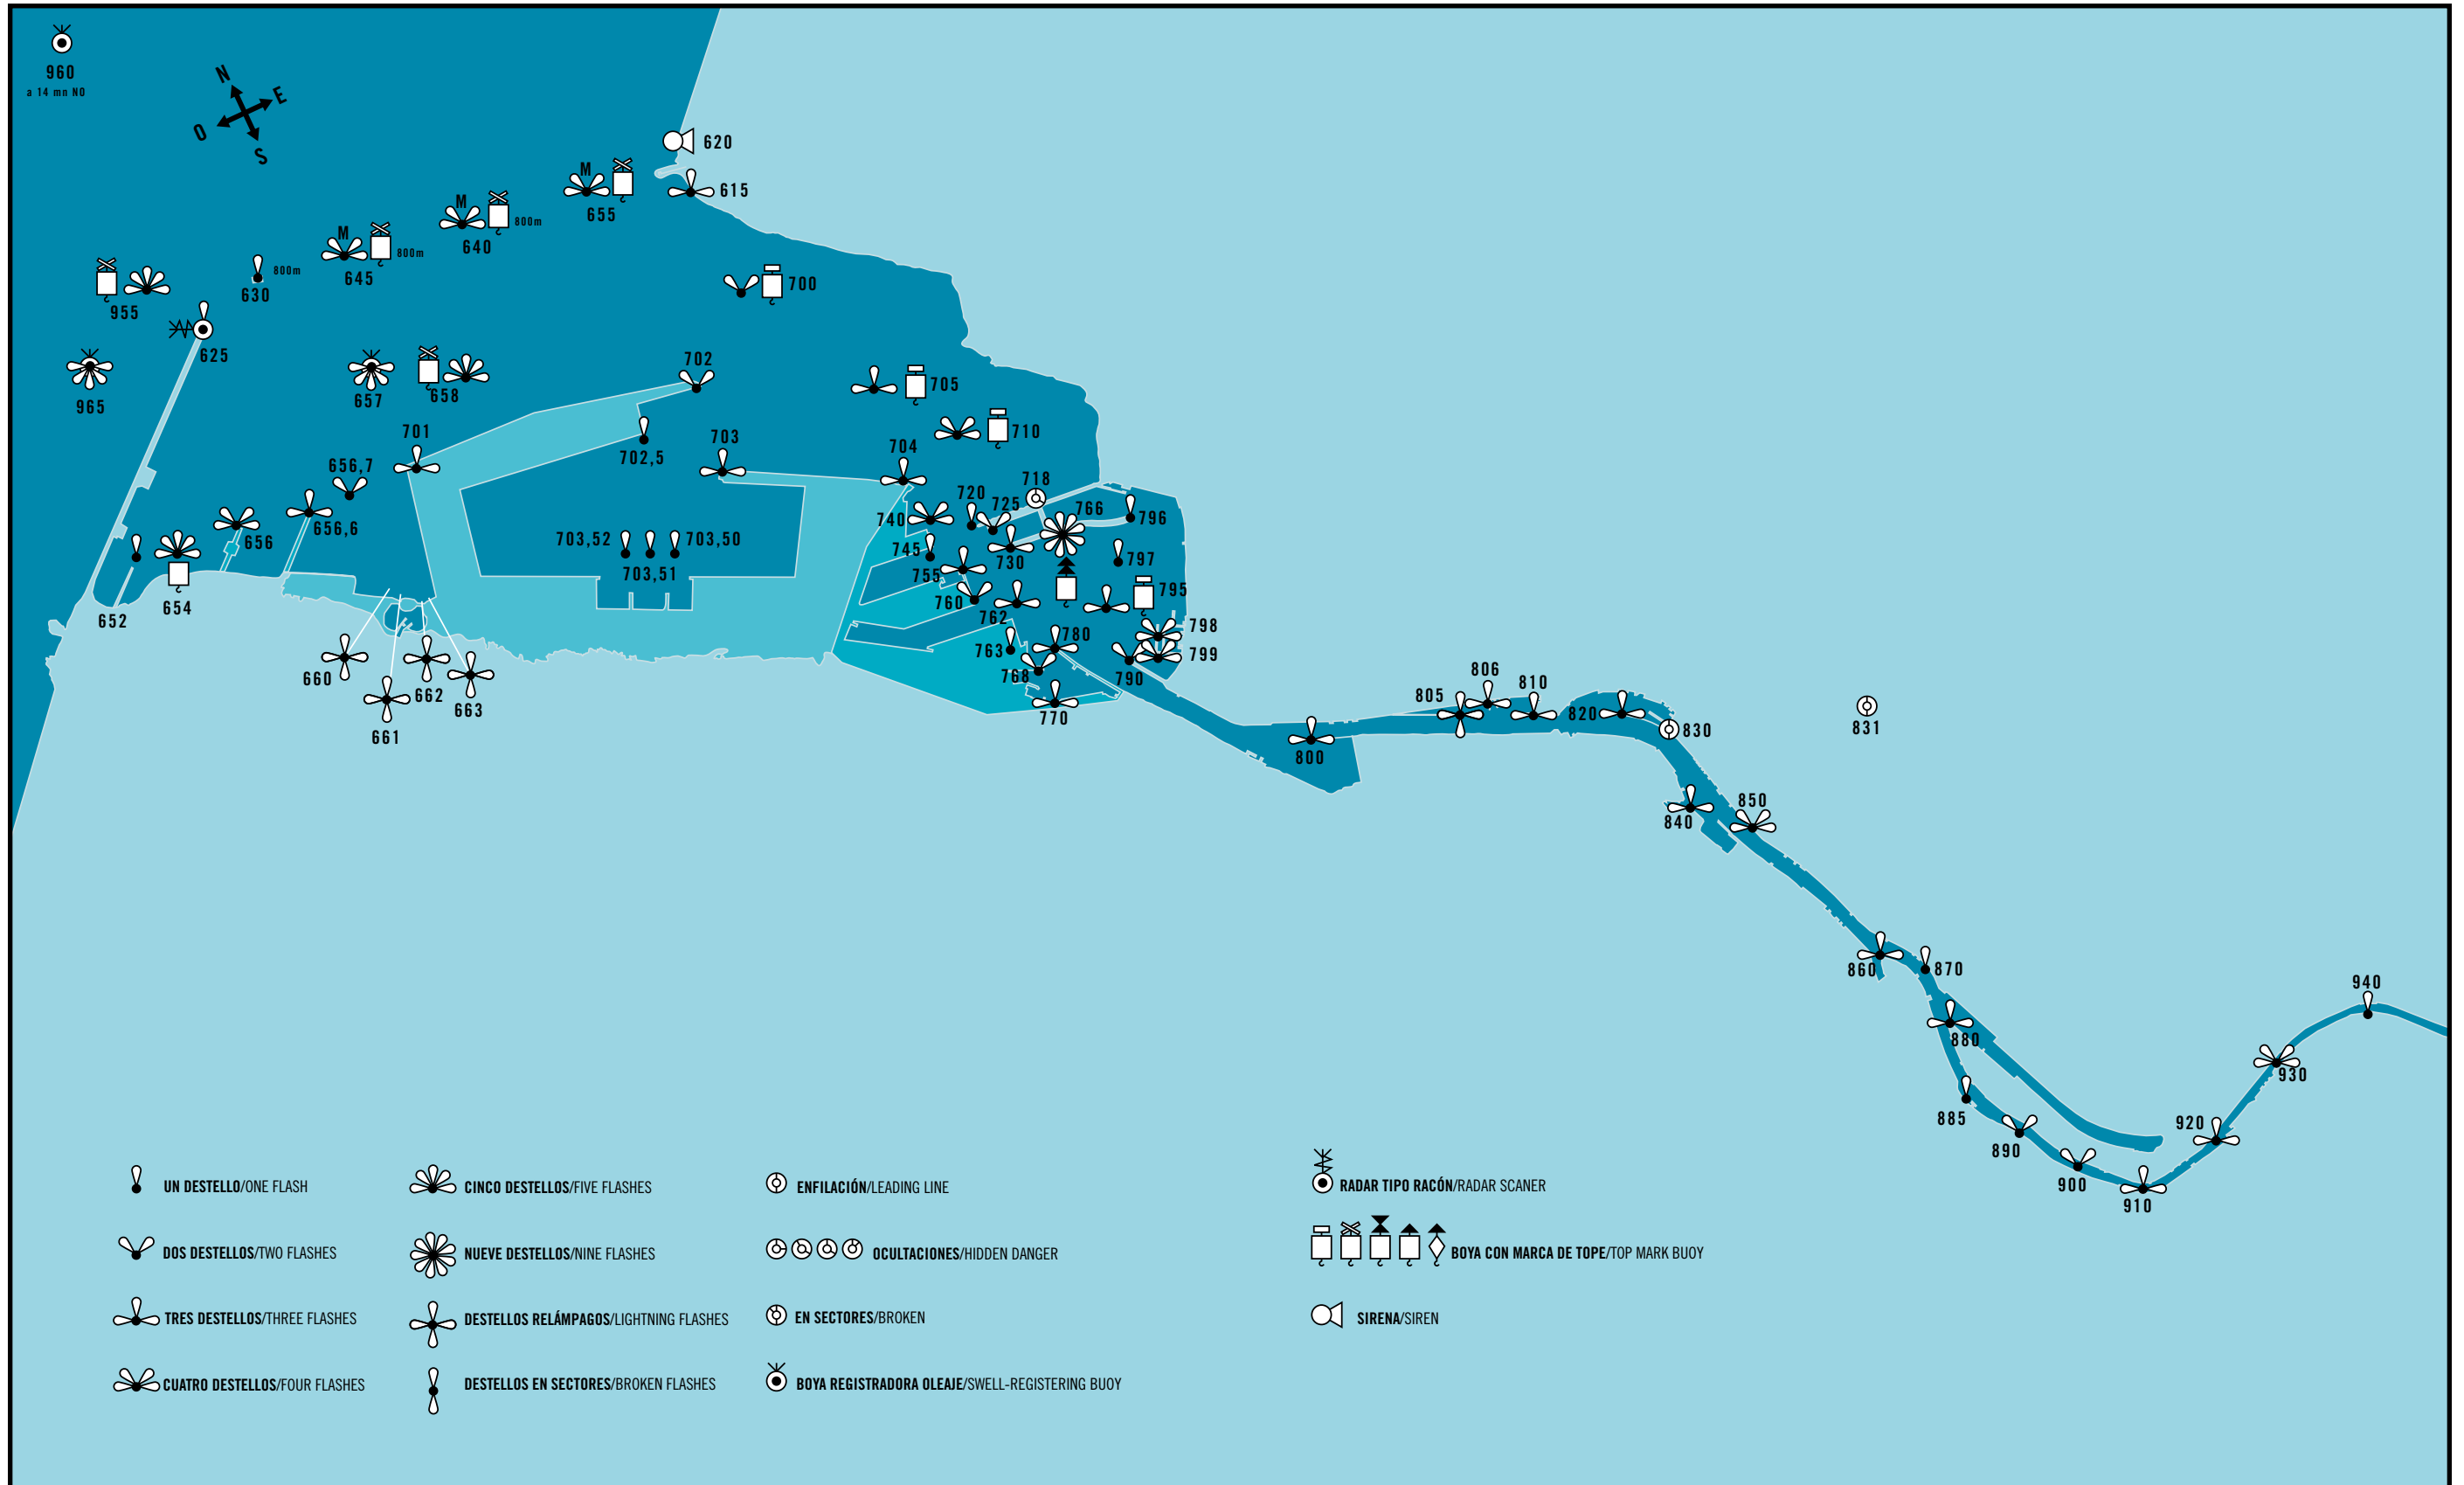 960
a 14 mn NO
N
E
O
S
620
615
M
655
M
640
800m
M
645
800m
630
800m
955
625
965
657
658
700
702
705
710
702,5
701
703
704
656,7
656,6
656
652
654
703,52
703,50
703,51
660
661
662
663
718
720
725
766
740
796
745
730
797
755
795
760
762
798
763
780
799
768
790
770
800
805
806
810
820
830
831
840
850
860
870
880
885
890
900
910
920
930
940
UN DESTELLO/ONE FLASH
DOS DESTELLOS/TWO FLASHES
TRES DESTELLOS/THREE FLASHES
CUATRO DESTELLOS/FOUR FLASHES
CINCO DESTELLOS/FIVE FLASHES
NUEVE DESTELLOS/NINE FLASHES
DESTELLOS RELÁMPAGOS/LIGHTNING FLASHES
DESTELLOS EN SECTORES/BROKEN FLASHES
ENFILACIÓN/LEADING LINE
OCULTACIONES/HIDDEN DANGER
EN SECTORES/BROKEN
BOYA REGISTRADORA OLEAJE/SWELL-REGISTERING BUOY
RADAR TIPO RACÓN/RADAR SCANER
BOYA CON MARCA DE TOPE/TOP MARK BUOY
SIRENA/SIREN